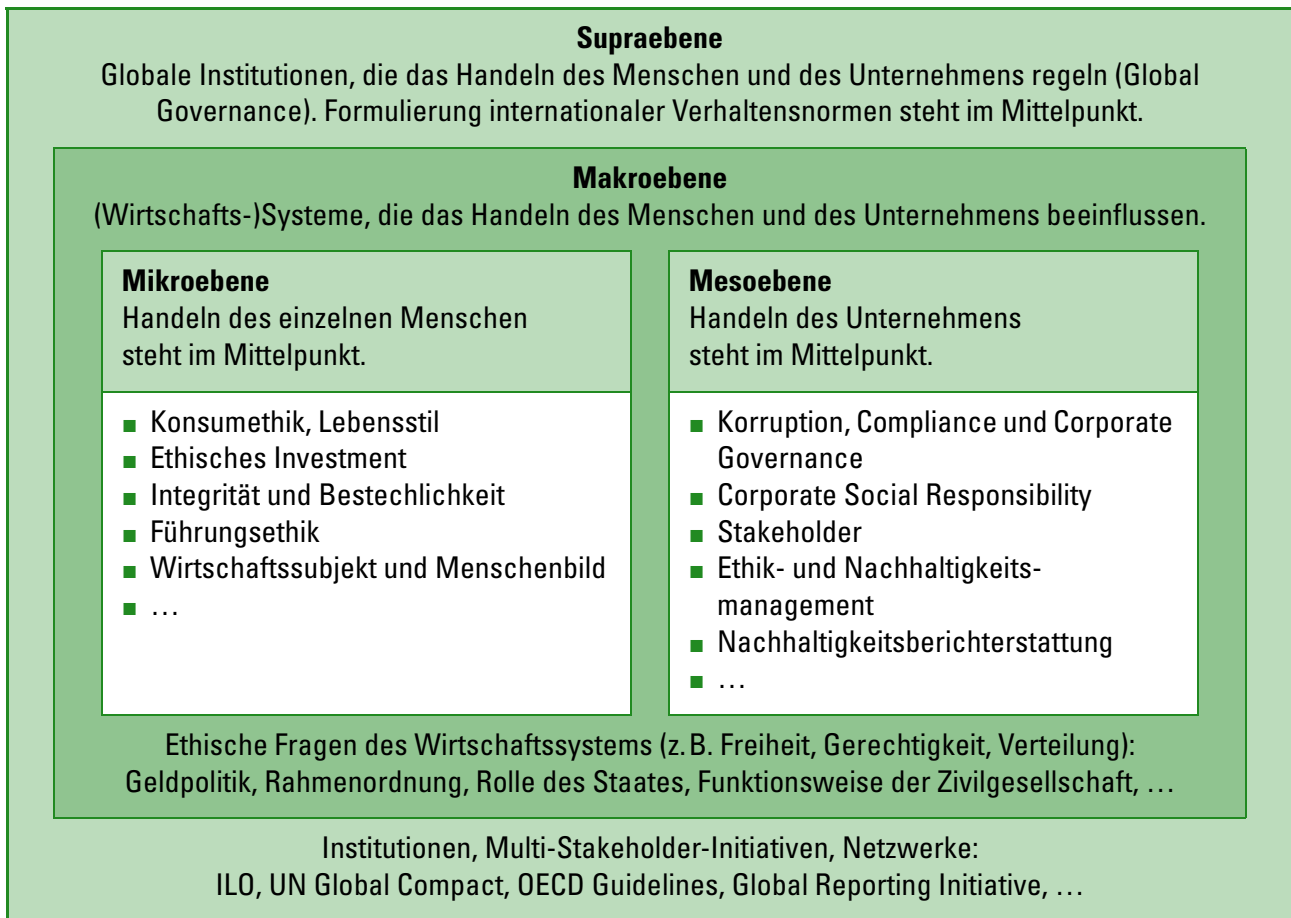 Supraebene
Globale Institutionen, die das Handeln des Menschen und des Unternehmens regeln (Global
Governance). Formulierung internationaler Verhaltensnormen steht im Mittelpunkt.
Makroebene
(Wirtschafts-)Systeme, die das Handeln des Menschen und des Unternehmens beeinflussen.
Mikroebene
Handeln des einzelnen Menschen
steht im Mittelpunkt.
■ Konsumethik, Lebensstil
■ Ethisches Investment
■ Integrität und Bestechlichkeit
■ Führungsethik
■ Wirtschaftssubjekt und Menschenbild
■ …
Mesoebene
Handeln des Unternehmens
steht im Mittelpunkt.
■ Korruption, Compliance und Corporate
Governance
■ Corporate Social Responsibility
■ Stakeholder
■ Ethik- und Nachhaltigkeits-
management
■ Nachhaltigkeitsberichterstattung
■ …
Ethische Fragen des Wirtschaftssystems (z. B. Freiheit, Gerechtigkeit, Verteilung):
Geldpolitik, Rahmenordnung, Rolle des Staates, Funktionsweise der Zivilgesellschaft, …
Institutionen, Multi-Stakeholder-Initiativen, Netzwerke:
ILO, UN Global Compact, OECD Guidelines, Global Reporting Initiative, …